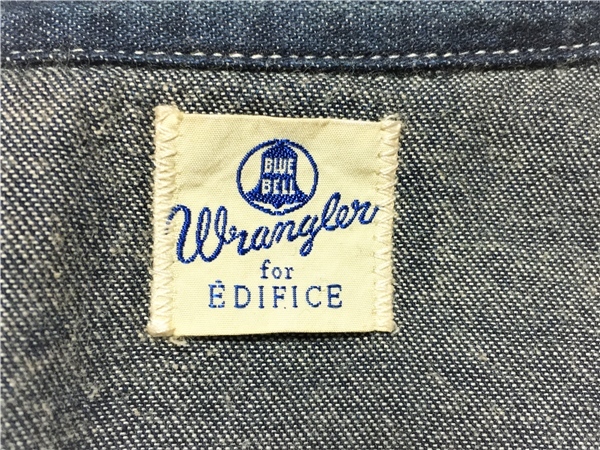 BLUE
BELL
Wrangler
for
ÉDIFICE